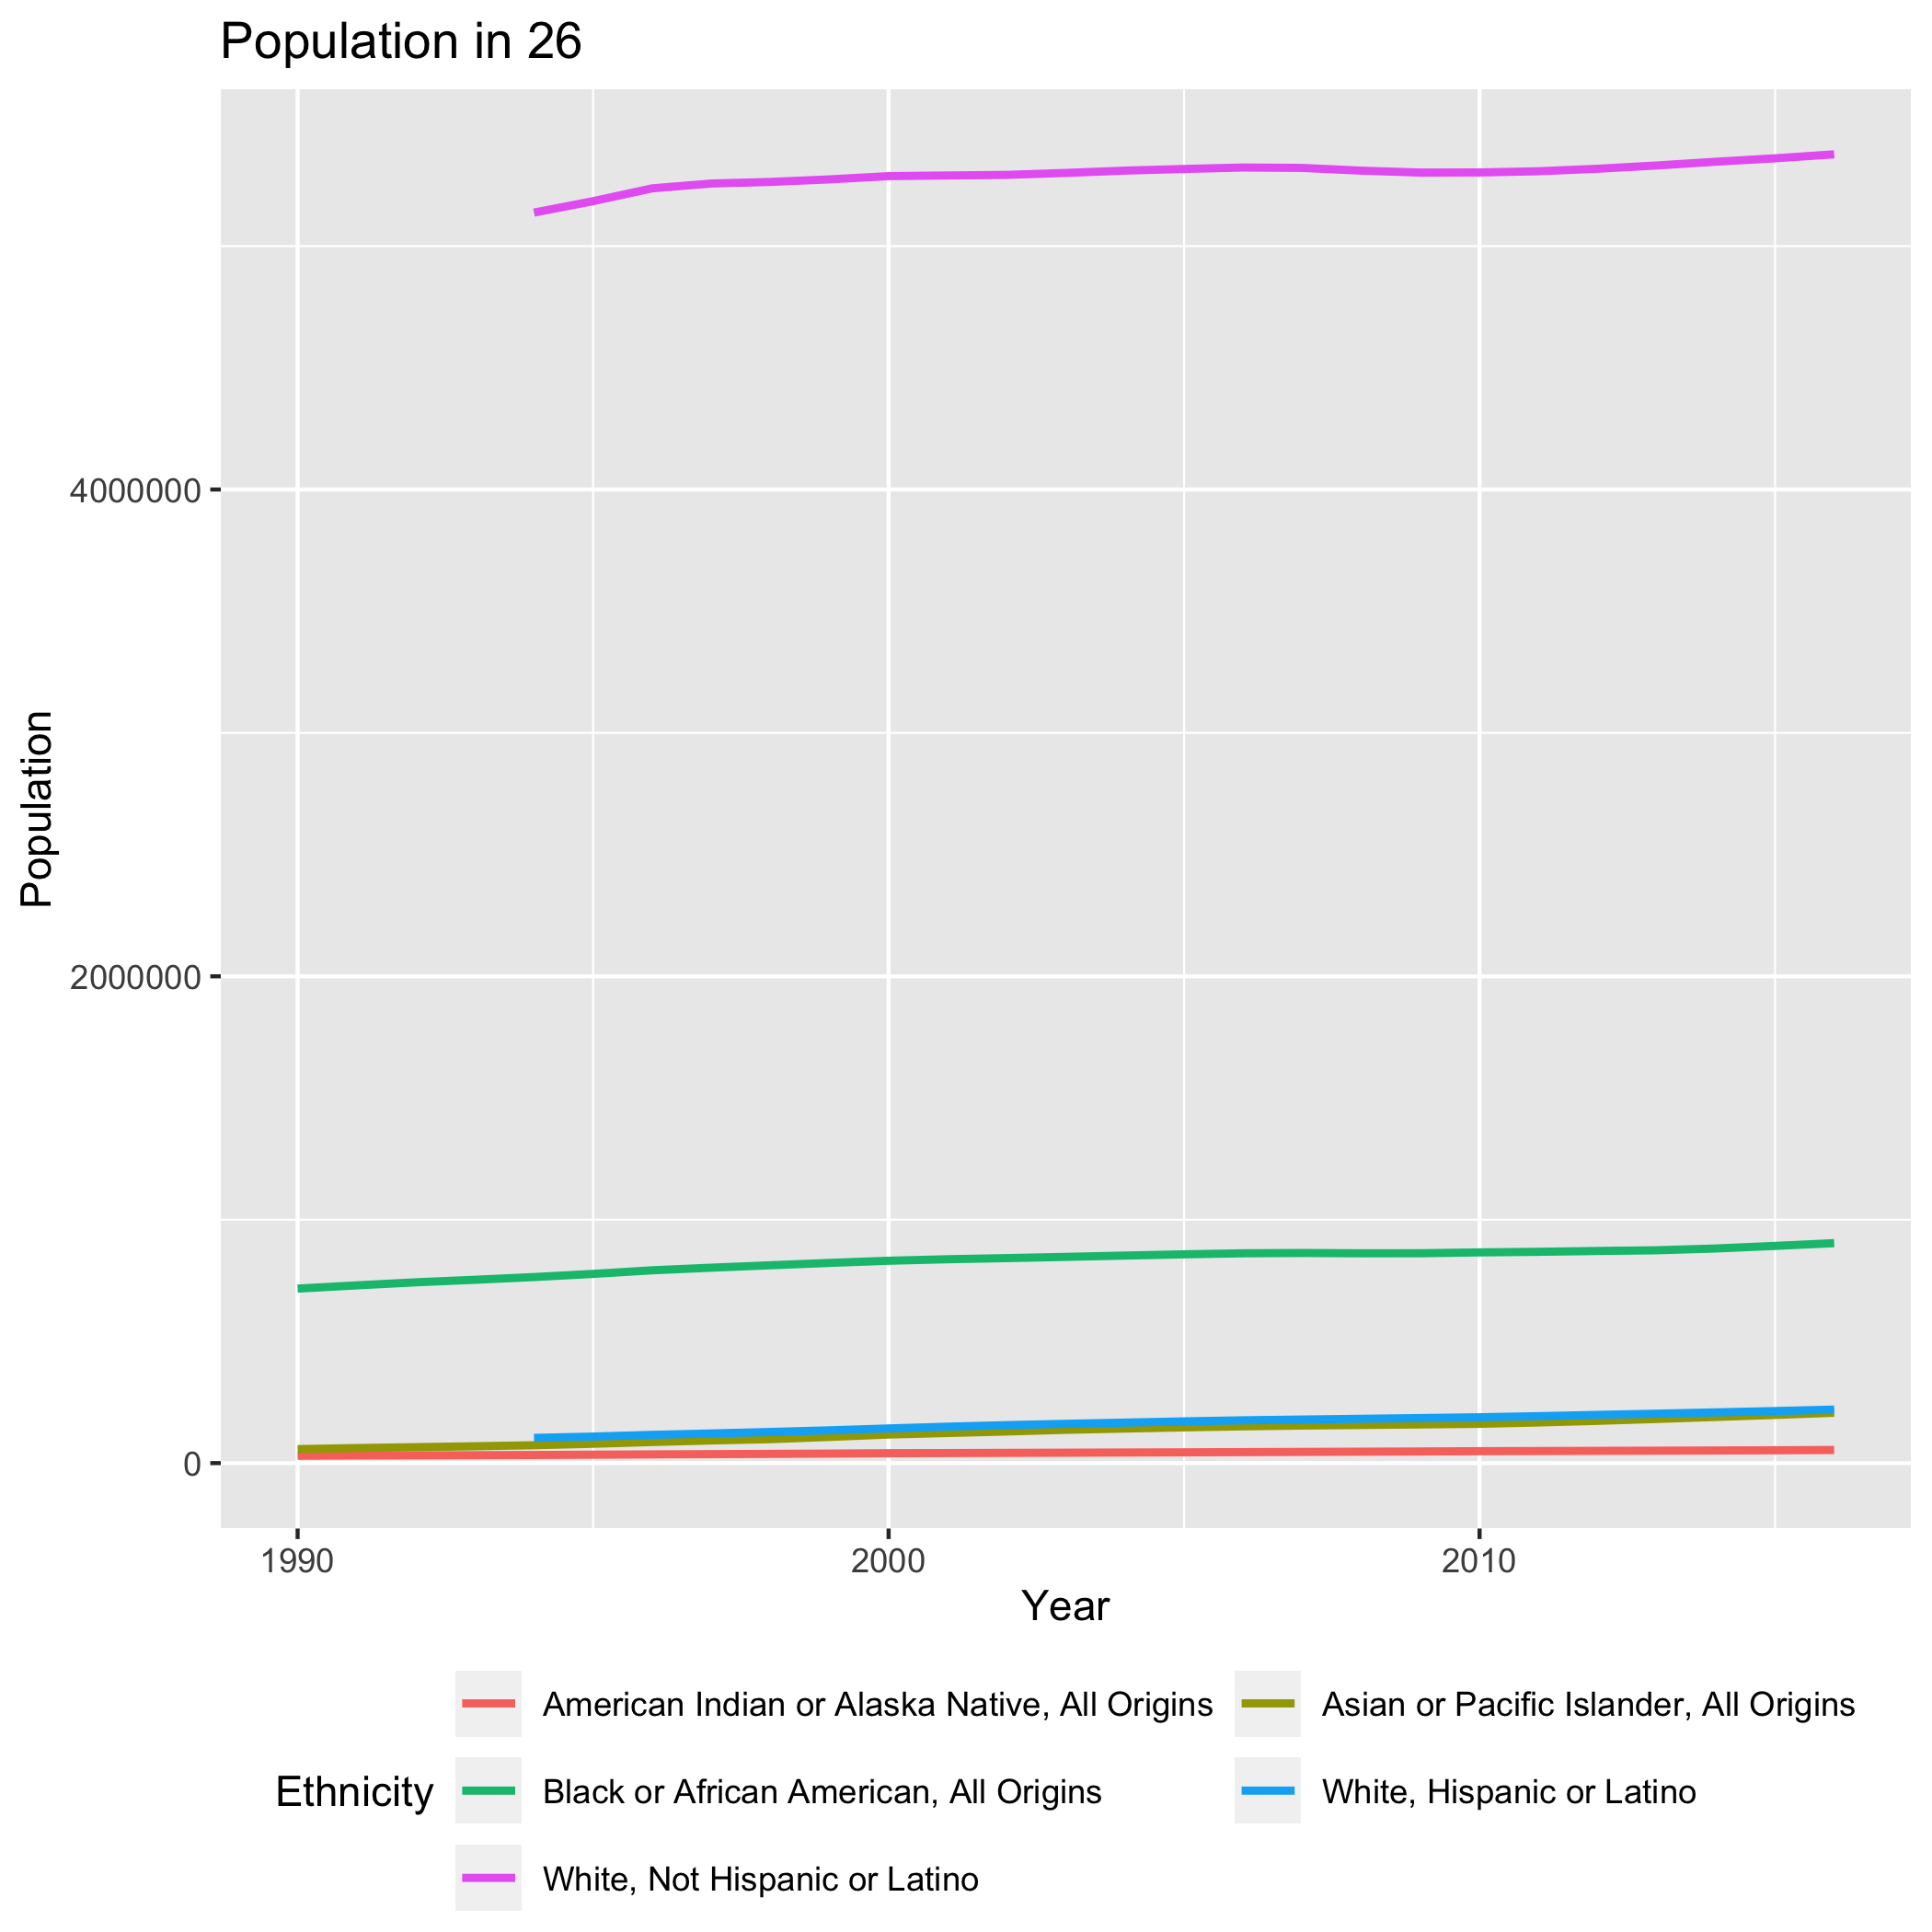 Population in 26
Population
4000000
2000000
0
1990 2000 2010
Year
Ethnicity
American Indian or Alaska Native, All Origins
Asian or Pacific Islander, All Origins
Black or African American, All Origins
White, Hispanic or Latino
White, Not Hispanic or Latino